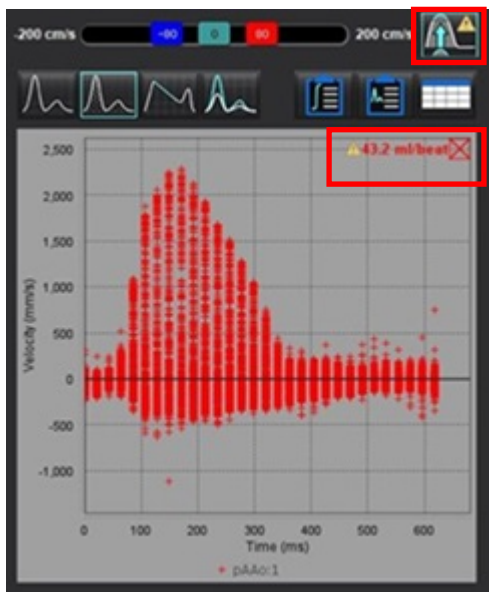 -200 cm/s -80 0 80 200 cm/s
43.2 ml/beat
2,500
2,000
1,500
1,000
500
0
-500
-1,000
Velocity (mm/s)
0 100 200 300 400 500 600
Time (ms)
pAAo:1